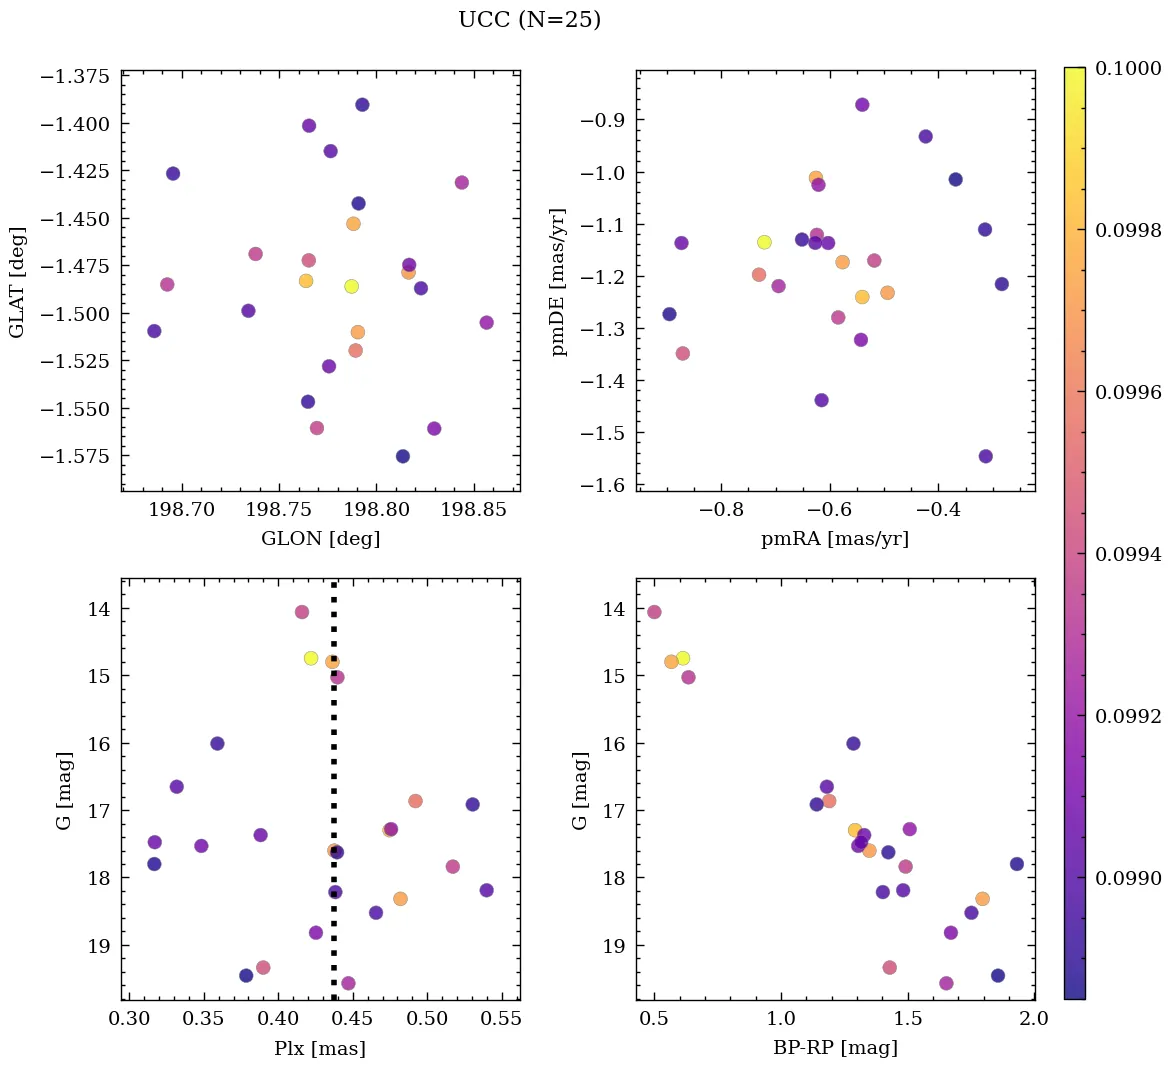 UCC (N=25)
−1.375
−1.400
−1.425
−1.450
−1.475
−1.500
−1.525
−1.550
−1.575
GLAT [deg]
198.70 198.75 198.80 198.85
GLON [deg]
−0.9
−1.0
−1.1
−1.2
−1.3
−1.4
−1.5
−1.6
pmDE [mas/yr]
−0.8 −0.6 −0.4
pmRA [mas/yr]
14
15
16
17
18
19
G [mag]
0.30 0.35 0.40 0.45 0.50 0.55
Plx [mas]
14
15
16
17
18
19
G [mag]
0.5 1.0 1.5 2.0
BP-RP [mag]
0.1000
0.0998
0.0996
0.0994
0.0992
0.0990